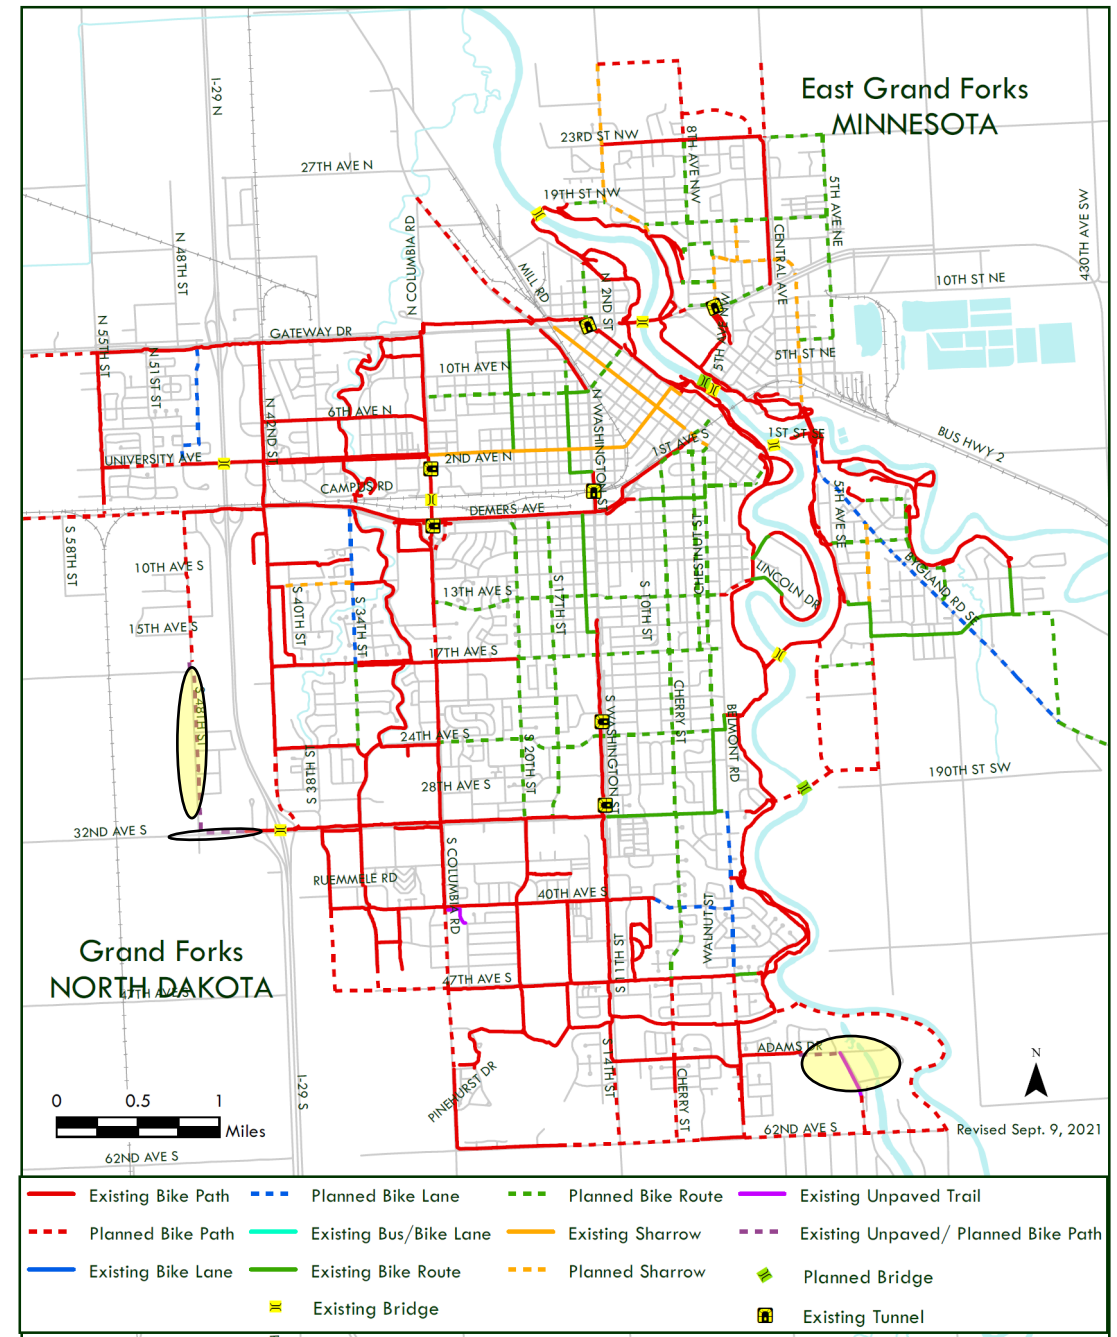 East Grand Forks
MINNESOTA
I-29 N
23RD ST NW
8TH AVE NW
27TH AVE N
19TH ST NW
5TH AVE NE
430TH AVE SW
N 48TH ST
N COLUMBIA RD
CENTRAL AVE
MILL RD
N 2ND ST
10TH ST NE
N 55TH ST
N 51ST ST
GATEWAY DR
5TH ST NE
10TH AVE N
N 42ND ST
6TH AVE N
N WASHINGTON ST
1ST AVE S
1ST ST SE
BUS HWY 2
UNIVERSITY AVE
2ND AVE N
CAMPUS RD
DEMERS AVE
5TH AVE SE
S 58TH ST
CHESTNUT ST
BYGLAND RD SE
10TH AVE S
LINCOLN DR
S 40TH ST
S 34TH ST
13TH AVE S
S 17TH ST
S 10TH ST
15TH AVE S
17TH AVE S
S 48TH ST
CHERRY ST
S WASHINGTON ST
BELMONT RD
24TH AVE S
S 20TH ST
S 38TH ST
28TH AVE S
190TH ST SW
32ND AVE S
S COLUMBIA RD
RUEMMELE RD
40TH AVE S
WALNUT ST
S 11TH ST
Grand Forks
NORTH DAKOTA
47TH AVE S
47TH AVE S
ADAMS DR
S 14TH ST
CHERRY ST
PINEHURST DR
N
I-29 S
0 0.5 1
Miles
62ND AVE S
62ND AVE S
Revised Sept. 9, 2021
Existing Bike Path
Planned Bike Lane
Planned Bike Route
Existing Unpaved Trail
Planned Bike Path
Existing Bus/Bike Lane
Existing Sharrow
Existing Unpaved/ Planned Bike Path
Existing Bike Lane
Existing Bike Route
Planned Sharrow
Planned Bridge
Existing Bridge
Existing Tunnel